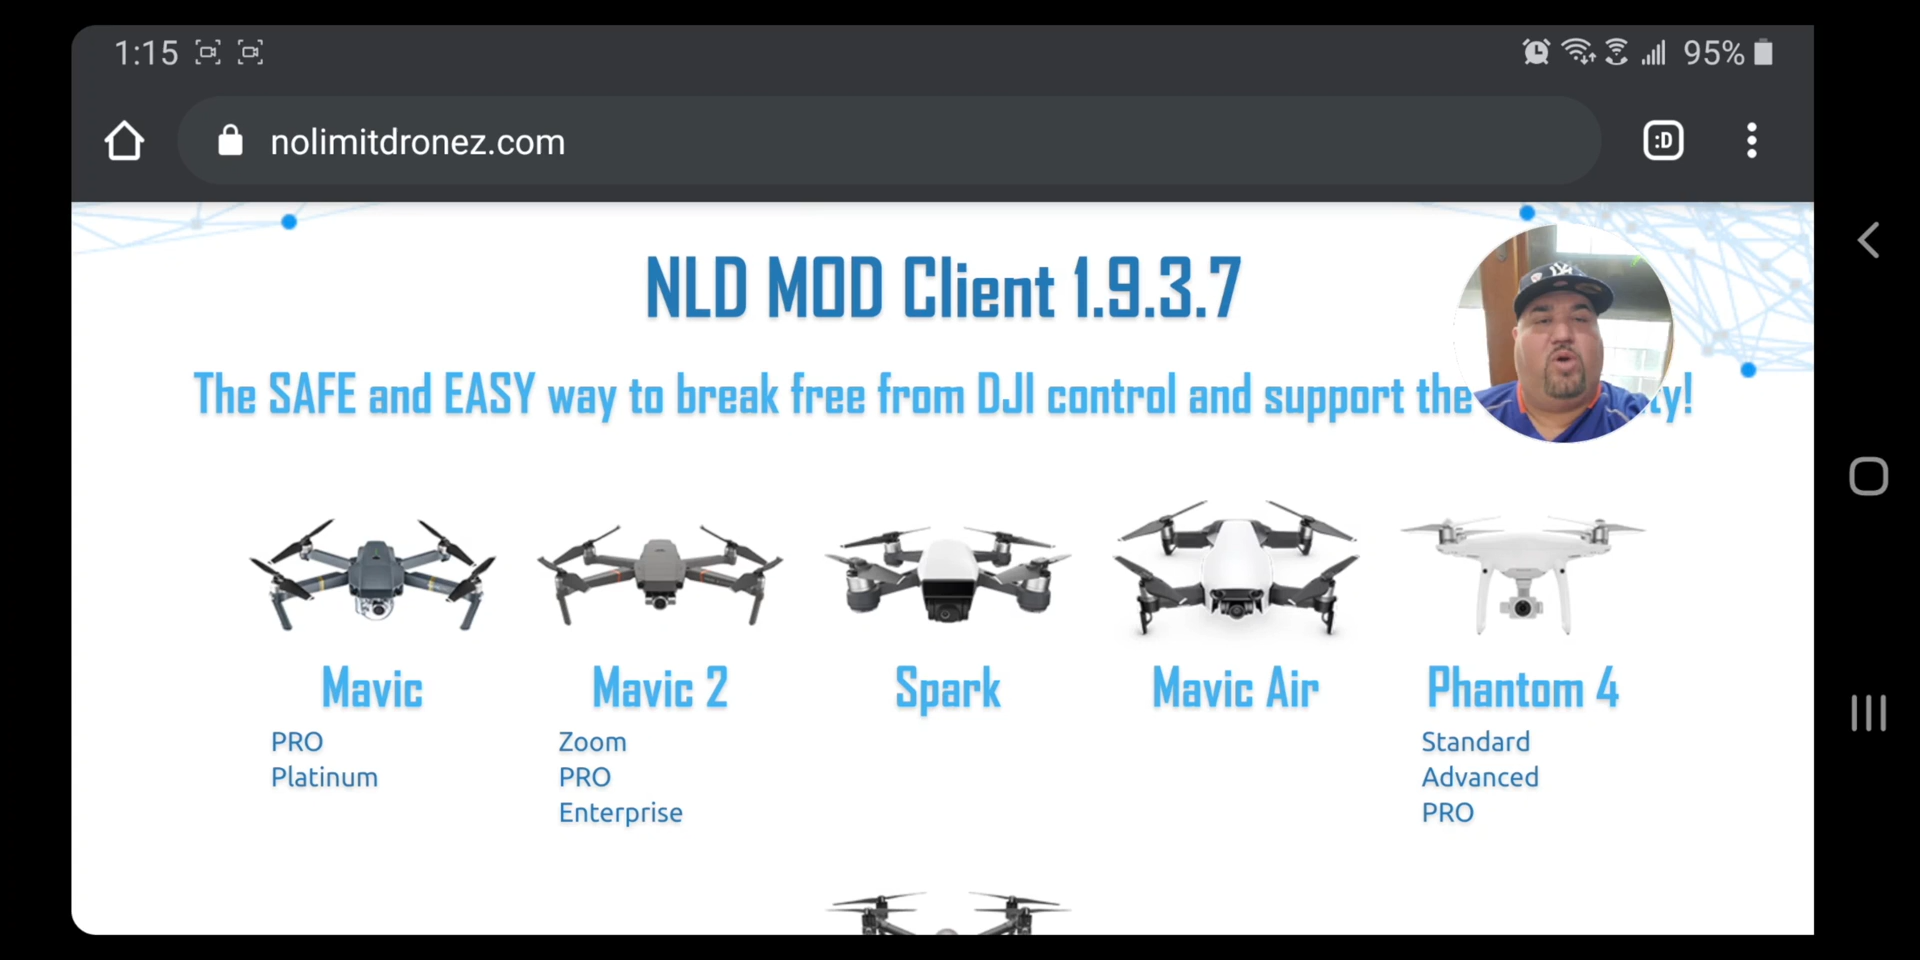 1:15
95%
nolimitdronez.com
:D
NLD MOD Client 1.9.3.7
The SAFE and EASY way to break free from DJI control and support the ty!
Mavic
PRO
Platinum
Mavic 2
Zoom
PRO
Enterprise
Spark
Mavic Air
Phantom 4
Standard
Advanced
PRO